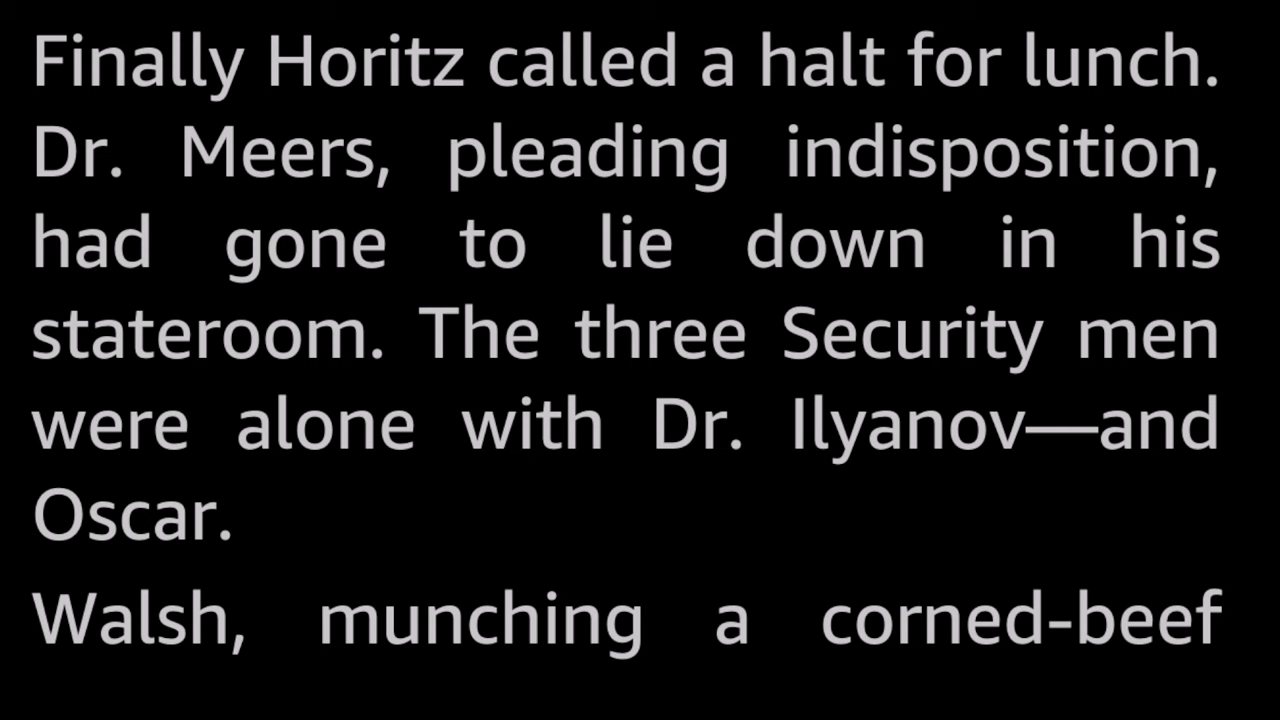 Finally Horitz called a halt for lunch.
Dr. Meers, pleading indisposition,
had gone to lie down in his
stateroom. The three Security men
were alone with Dr. Ilyanov—and
Oscar.
Walsh, munching a corned-beef